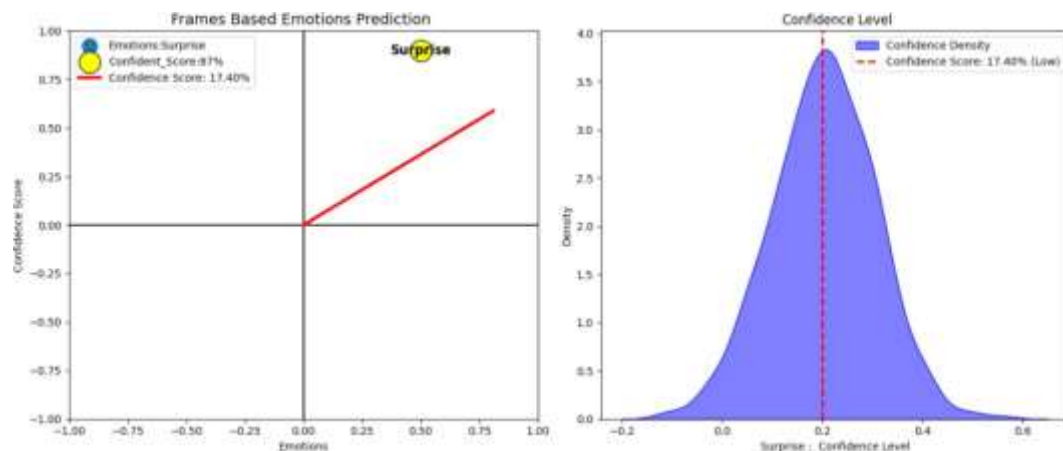 Frames Based Emotions Prediction
Emotions:Surprise
Confident_Score:87%
Confidence Score: 17.40%
Surprise
1.00
0.75
0.50
0.25
0.00
−0.25
−0.50
−0.75
−1.00
Confidence Score
−1.00 −0.75 −0.50 −0.25 0.00 0.25 0.50 0.75 1.00
Emotions
Confidence Level
Confidence Density
Confidence Score: 17.40% (Low)
4.0
3.5
3.0
2.5
2.0
1.5
1.0
0.5
0.0
Density
−0.2 0.0 0.2 0.4 0.6
Surprise : Confidence Level